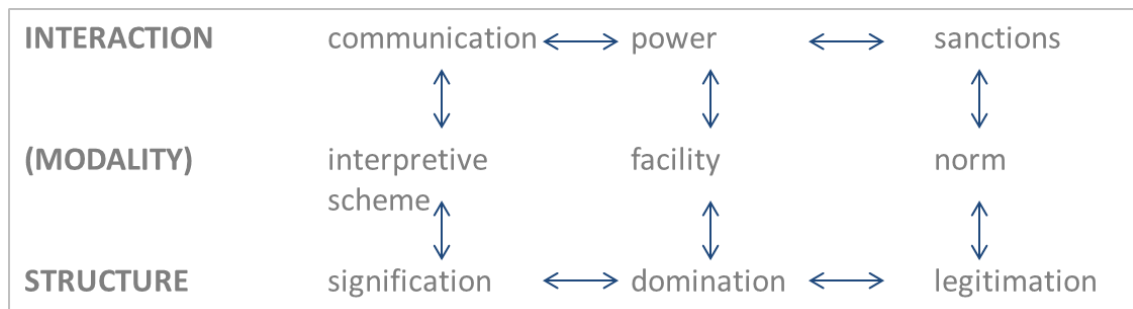 INTERACTION communication power sanctions
(MODALITY) interpretive facility norm
scheme
STRUCTURE signification domination legitimation